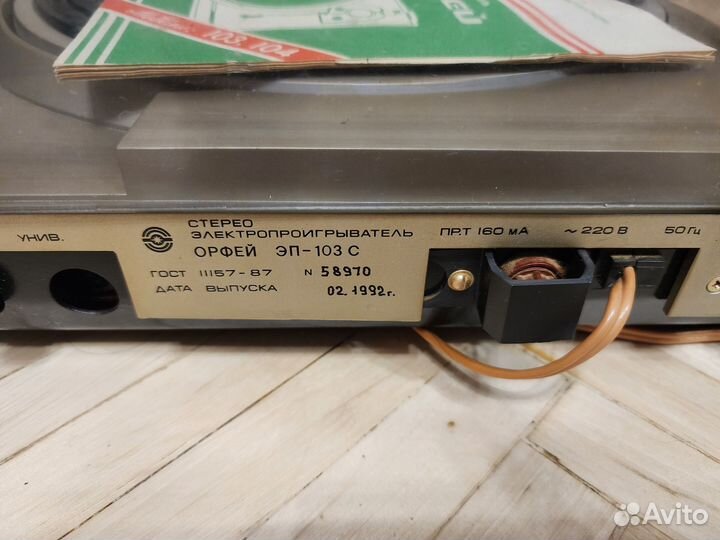 103, 104
УНИВ.
СТЕРЕО
ЭЛЕКТРОПРОИГРЫВАТЕЛЬ
ОРФЕЙ ЭП-103 С
ГОСТ 11157-87 N 58970
ДАТА ВЫПУСКА 02.1992г.
ПР.Т 160 мА ~ 220 В 50 Гц
Avito